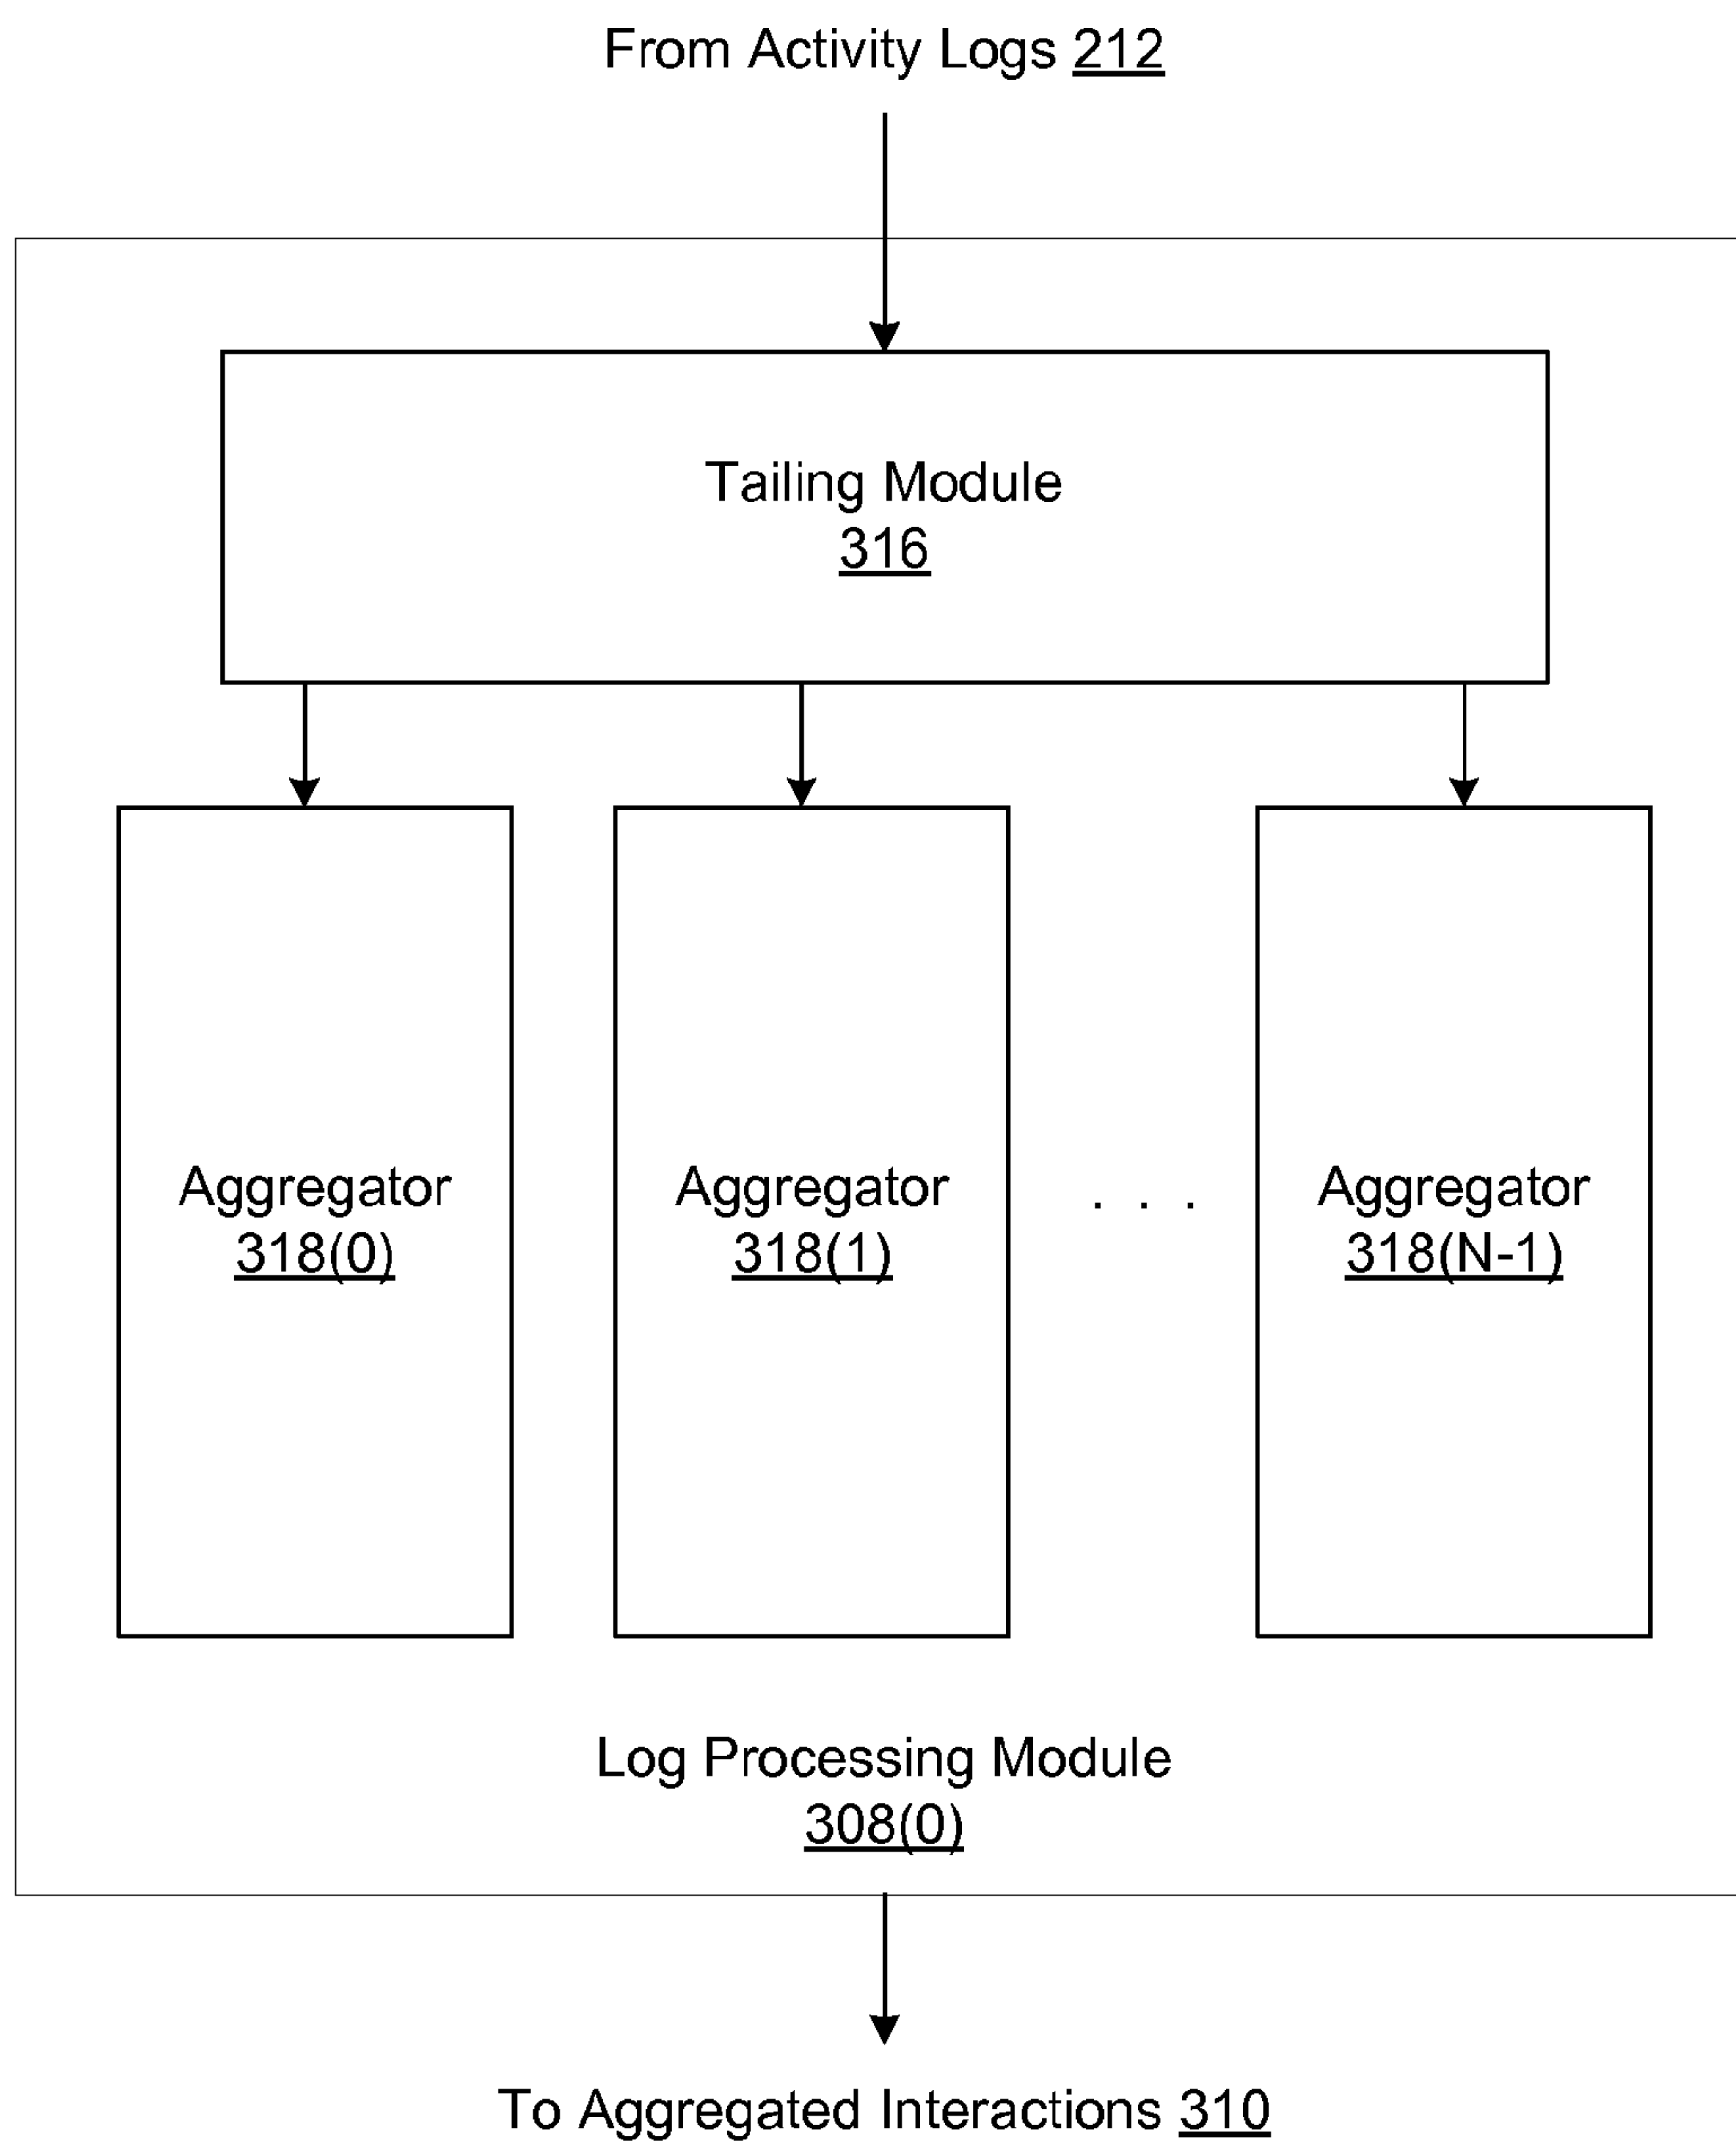 From Activity Logs 212
Tailing Module
316
Aggregator
318(0)
Aggregator
318(1)
. . .
Aggregator
318(N-1)
Log Processing Module
308(0)
To Aggregated Interactions 310